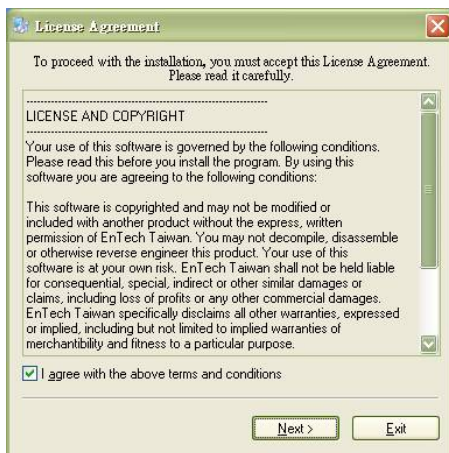 License Agreement
To proceed with the installation, you must accept this License Agreement.
Please read it carefully.
------------------------------------------------------------
LICENSE AND COPYRIGHT
------------------------------------------------------------
Your use of this software is governed by the following conditions.
Please read this before you install the program. By using this
software you are agreeing to the following conditions:
This software is copyrighted and may not be modified or
included with another product without the express, written
permission of EnTech Taiwan. You may not decompile, disassemble
or otherwise reverse engineer this product. Your use of this
software is at your own risk. EnTech Taiwan shall not be held liable
for consequential, special, indirect or other similar damages or
claims, including loss of profits or any other commercial damages.
EnTech Taiwan specifically disclaims all other warranties, expressed
or implied, including but not limited to implied warranties of
merchantibility and fitness to a particular purpose.
I agree with the above terms and conditions
Next >
Exit